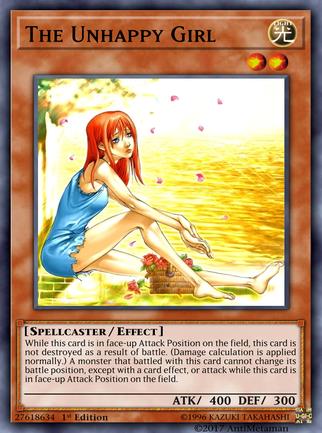 The Unhappy Girl
LIGHT
光
[Spellcaster / Effect]
While this card is in face-up Attack Position on the field, this card is
not destroyed as a result of battle. (Damage calculation is applied
normally.) A monster that battled with this card cannot change its
battle position, except with a card effect, or attack while this card is
in face-up Attack Position on the field.
ATK/ 400 DEF/ 300
27618634 1st Edition ©1996 KAZUKI TAKAHASHI
©2017 AntiMetaman